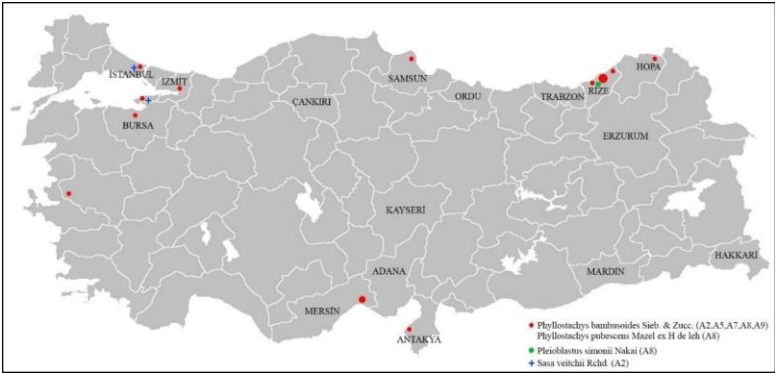 İSTANBUL
İZMİT
BURSA
ÇANKIRI
SAMSUN
ORDU
TRABZON
RİZE
HOPA
ERZURUM
KAYSERİ
ADANA
MERSİN
ANTAKYA
MARDIN
HAKKARİ
Phyllostachys bambusoides Sieb. & Zucc. (A2,A5,A7,A8,A9)
Phyllostachys pubescens Mazel ex H de leh (A8)
Pleioblastus simonii Nakai (A8)
Sasa veitchii Rchd. (A2)